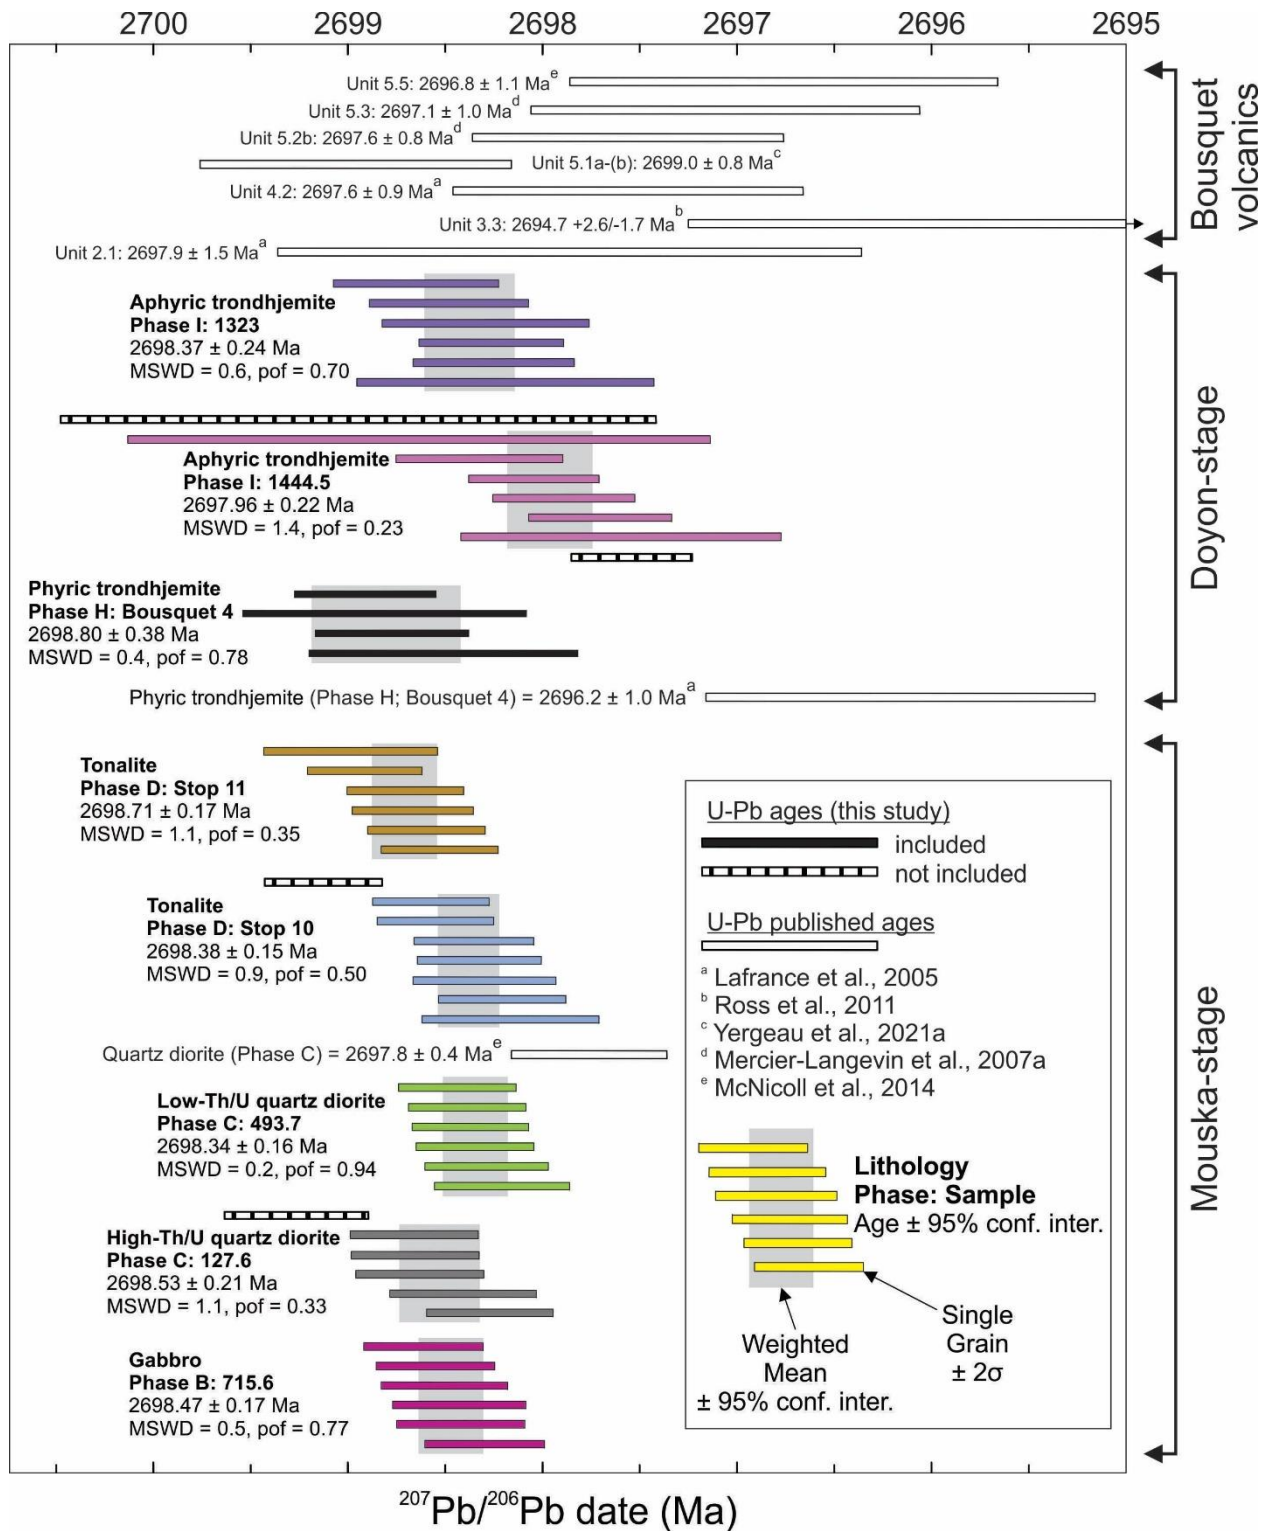 2700 2699 2698 2697 2696 2695
Unit 5.5: 2696.8 ± 1.1 Ma^e
Unit 5.3: 2697.1 ± 1.0 Ma^d
Unit 5.2b: 2697.6 ± 0.8 Ma^d
Unit 5.1a-(b): 2699.0 ± 0.8 Ma^c
Unit 4.2: 2697.6 ± 0.9 Ma^a
Unit 3.3: 2694.7 +2.6/-1.7 Ma^b
Unit 2.1: 2697.9 ± 1.5 Ma^a
Bousquet
volcanics
Aphyric trondhjemite
Phase I: 1323
2698.37 ± 0.24 Ma
MSWD = 0.6, pof = 0.70
Aphyric trondhjemite
Phase I: 1444.5
2697.96 ± 0.22 Ma
MSWD = 1.4, pof = 0.23
Phyric trondhjemite
Phase H: Bousquet 4
2698.80 ± 0.38 Ma
MSWD = 0.4, pof = 0.78
Phyric trondhjemite (Phase H; Bousquet 4) = 2696.2 ± 1.0 Ma^a
Doyon-stage
Tonalite
Phase D: Stop 11
2698.71 ± 0.17 Ma
MSWD = 1.1, pof = 0.35
Tonalite
Phase D: Stop 10
2698.38 ± 0.15 Ma
MSWD = 0.9, pof = 0.50
Quartz diorite (Phase C) = 2697.8 ± 0.4 Ma^e
Low-Th/U quartz diorite
Phase C: 493.7
2698.34 ± 0.16 Ma
MSWD = 0.2, pof = 0.94
High-Th/U quartz diorite
Phase C: 127.6
2698.53 ± 0.21 Ma
MSWD = 1.1, pof = 0.33
Gabbro
Phase B: 715.6
2698.47 ± 0.17 Ma
MSWD = 0.5, pof = 0.77
Mouska-stage
U-Pb ages (this study)
included
not included
U-Pb published ages
^a Lafrance et al., 2005
^b Ross et al., 2011
^c Yergeau et al., 2021a
^d Mercier-Langevin et al., 2007a
^e McNicoll et al., 2014
Lithology
Phase: Sample
Age ± 95% conf. inter.
Single
Grain
± 2σ
Weighted
Mean
± 95% conf. inter.
^207Pb/^206Pb date (Ma)